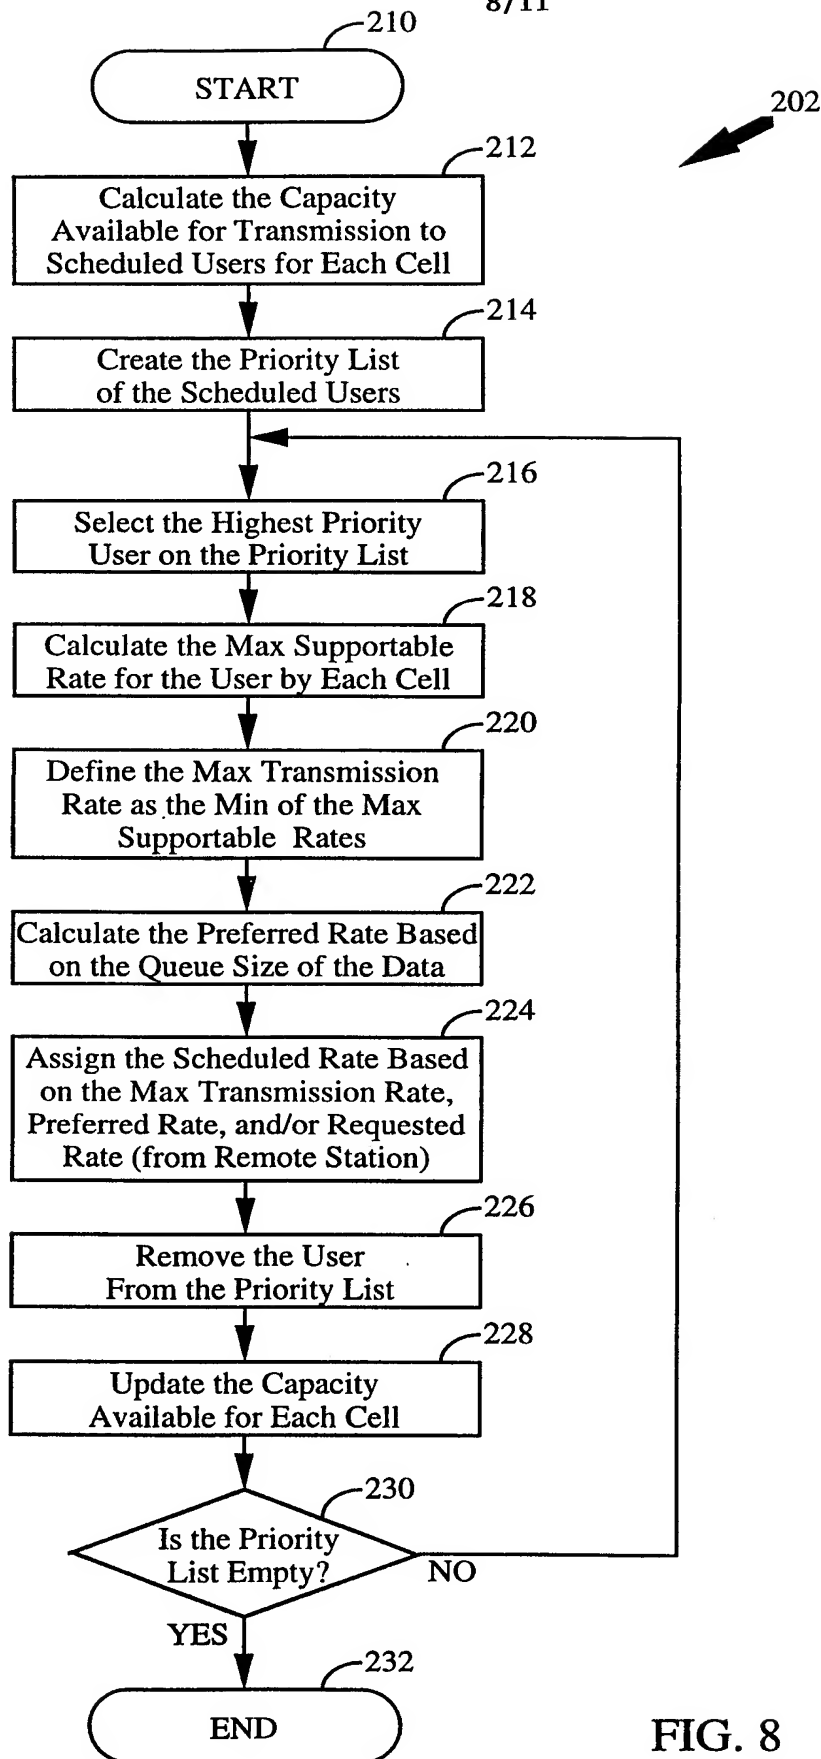 8/11
210
START
202
212
Calculate the Capacity
Available for Transmission to
Scheduled Users for Each Cell
214
Create the Priority List
of the Scheduled Users
216
Select the Highest Priority
User on the Priority List
218
Calculate the Max Supportable
Rate for the User by Each Cell
220
Define the Max Transmission
Rate as the Min of the Max
Supportable Rates
222
Calculate the Preferred Rate Based
on the Queue Size of the Data
224
Assign the Scheduled Rate Based
on the Max Transmission Rate,
Preferred Rate, and/or Requested
Rate (from Remote Station)
226
Remove the User
From the Priority List
228
Update the Capacity
Available for Each Cell
230
Is the Priority
List Empty?
NO
YES
232
END
FIG. 8